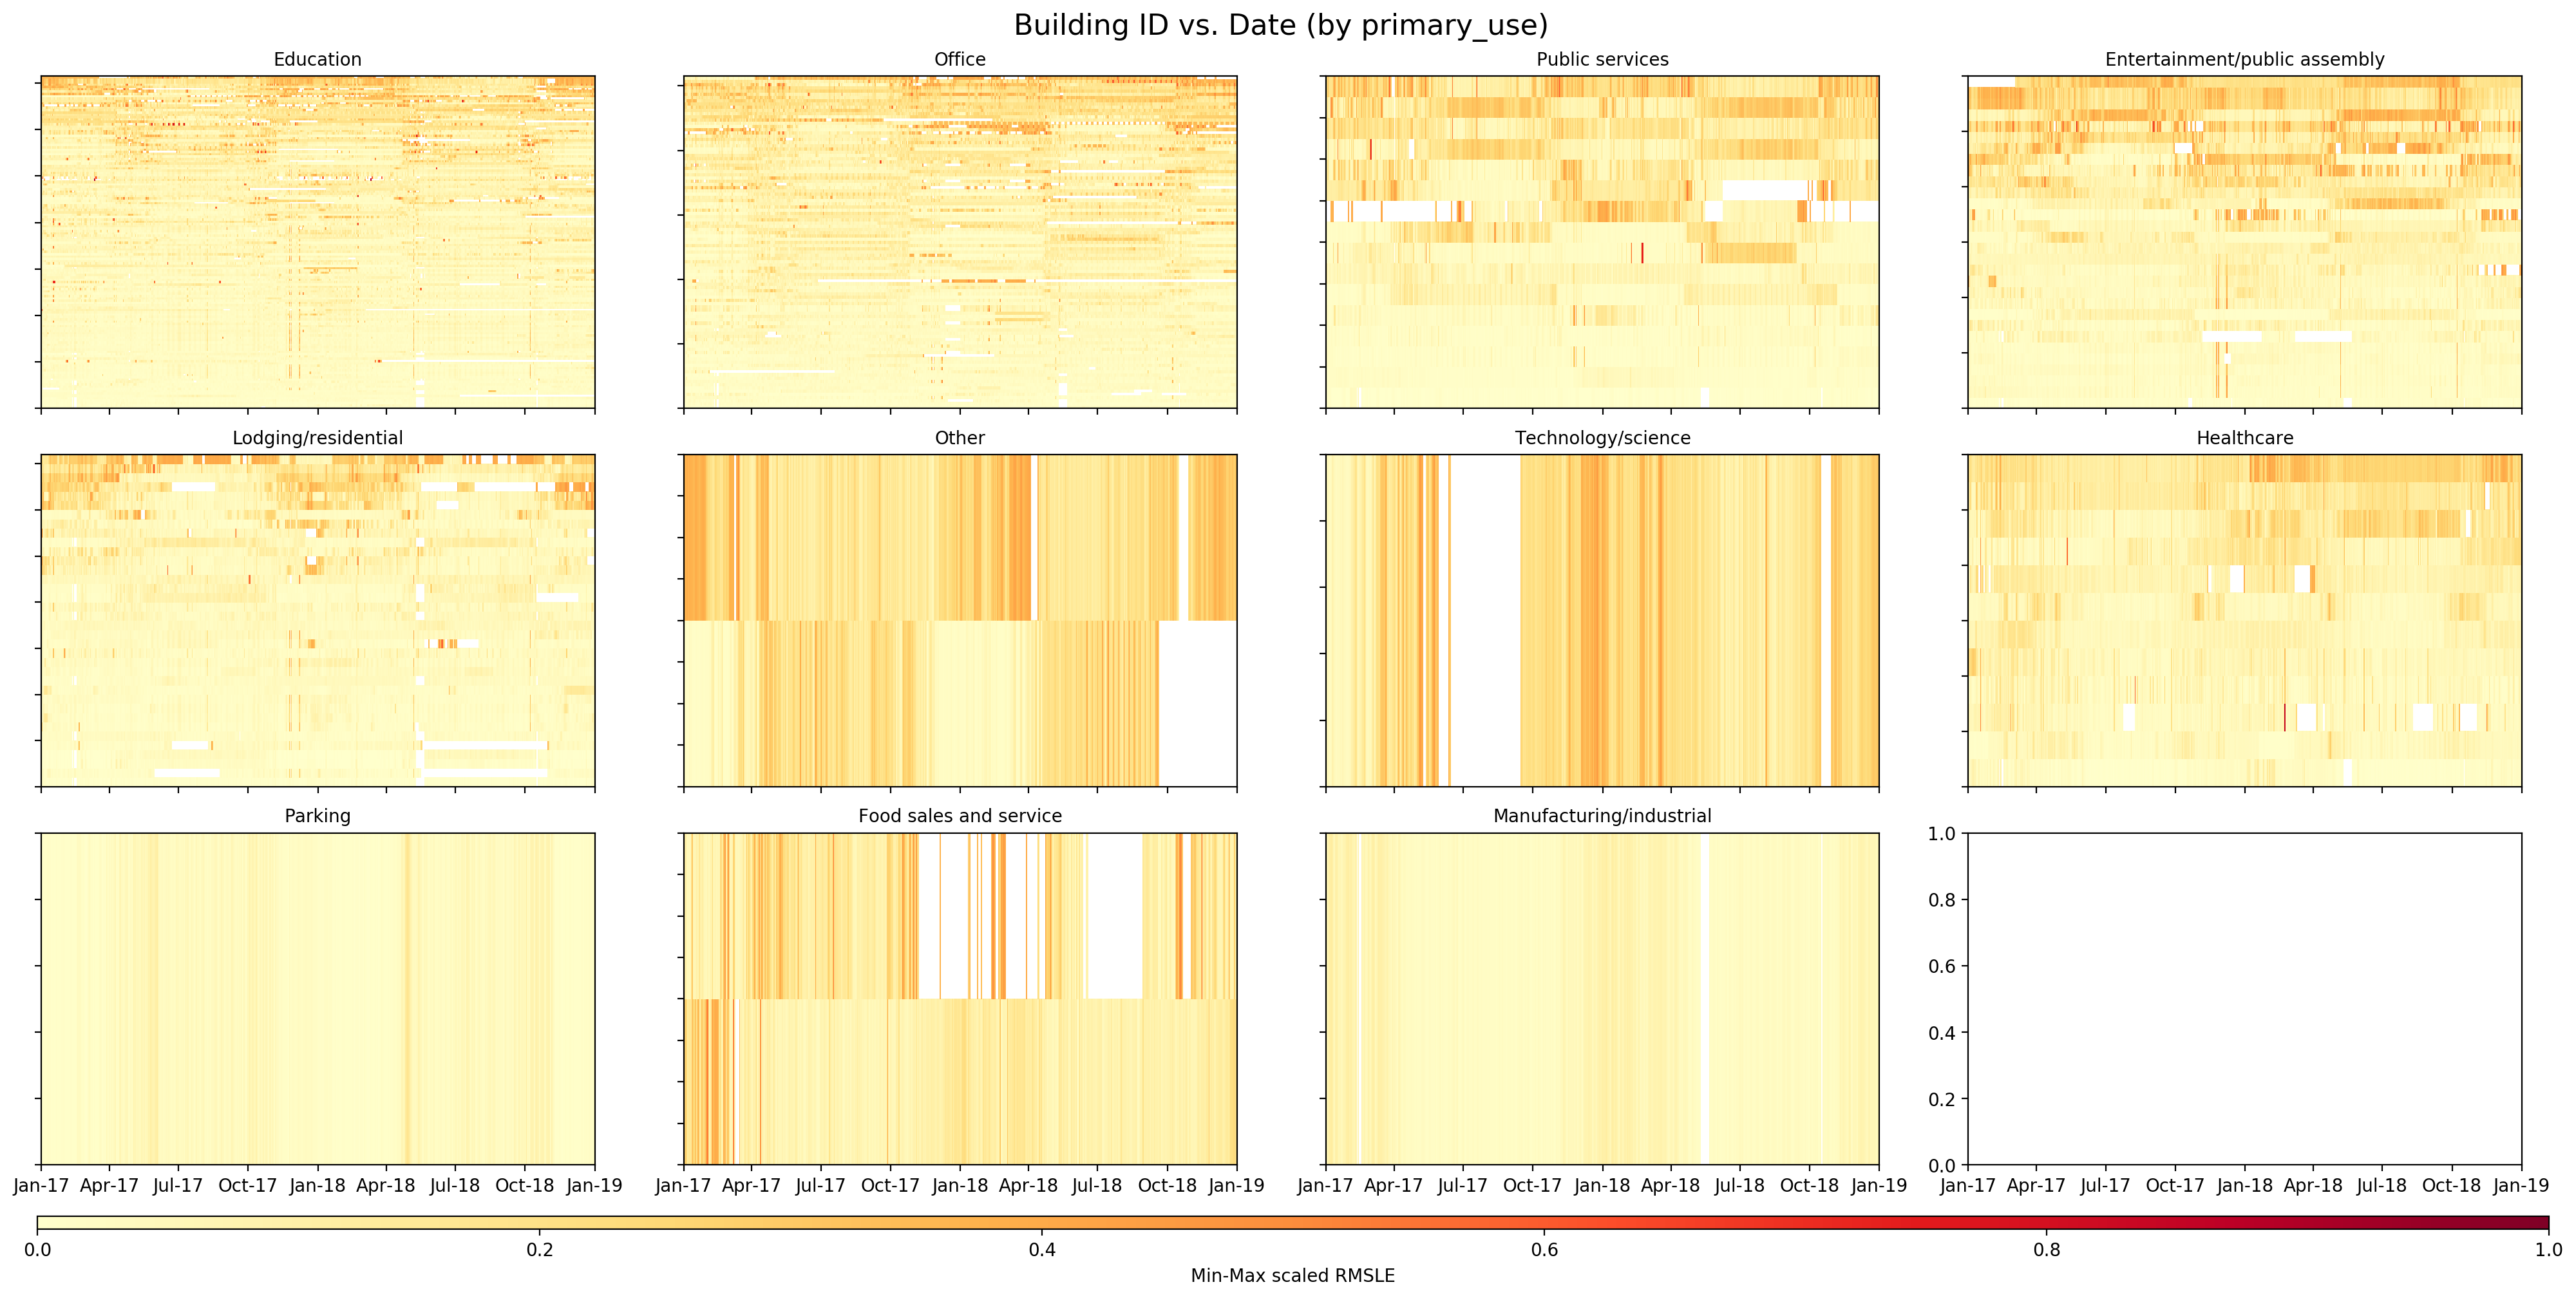 Building ID vs. Date (by primary_use)
Education
Office
Public services
Entertainment/public assembly
Lodging/residential
Other
Technology/science
Healthcare
Parking
Food sales and service
Manufacturing/industrial
1.0
0.8
0.6
0.4
0.2
0.0
Jan-17 Apr-17 Jul-17 Oct-17 Jan-18 Apr-18 Jul-18 Oct-18 Jan-19
Jan-17 Apr-17 Jul-17 Oct-17 Jan-18 Apr-18 Jul-18 Oct-18 Jan-19
Jan-17 Apr-17 Jul-17 Oct-17 Jan-18 Apr-18 Jul-18 Oct-18 Jan-19
Jan-17 Apr-17 Jul-17 Oct-17 Jan-18 Apr-18 Jul-18 Oct-18 Jan-19
0.0 0.2 0.4 0.6 0.8 1.0
Min-Max scaled RMSLE